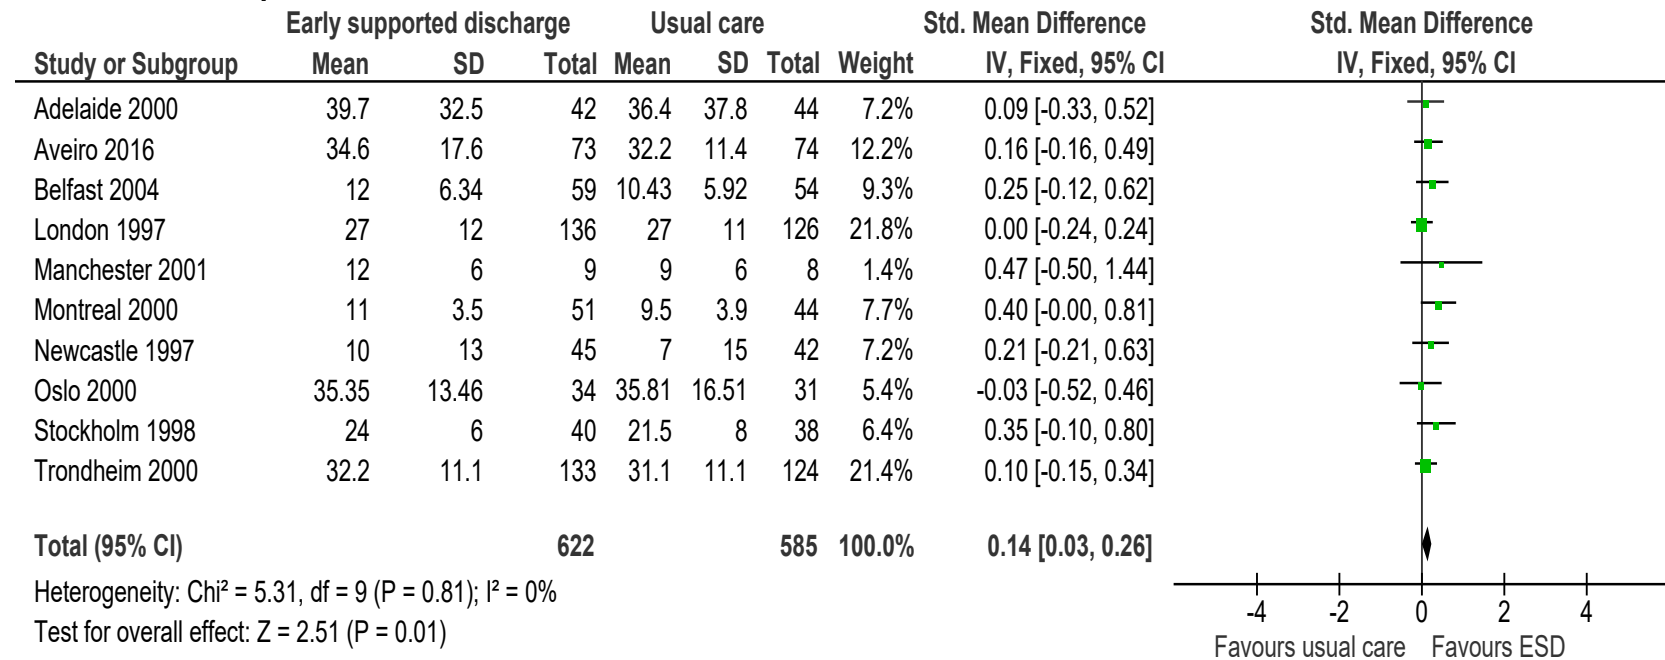 Early supported discharge Usual care Std. Mean Difference Std. Mean Difference
Study or Subgroup Mean SD Total Mean SD Total Weight IV, Fixed, 95% CI IV, Fixed, 95% CI
Adelaide 2000 39.7 32.5 42 36.4 37.8 44 7.2% 0.09 [-0.33, 0.52]
Aveiro 2016 34.6 17.6 73 32.2 11.4 74 12.2% 0.16 [-0.16, 0.49]
Belfast 2004 12 6.34 59 10.43 5.92 54 9.3% 0.25 [-0.12, 0.62]
London 1997 27 12 136 27 11 126 21.8% 0.00 [-0.24, 0.24]
Manchester 2001 12 6 9 9 6 8 1.4% 0.47 [-0.50, 1.44]
Montreal 2000 11 3.5 51 9.5 3.9 44 7.7% 0.40 [-0.00, 0.81]
Newcastle 1997 10 13 45 7 15 42 7.2% 0.21 [-0.21, 0.63]
Oslo 2000 35.35 13.46 34 35.81 16.51 31 5.4% -0.03 [-0.52, 0.46]
Stockholm 1998 24 6 40 21.5 8 38 6.4% 0.35 [-0.10, 0.80]
Trondheim 2000 32.2 11.1 133 31.1 11.1 124 21.4% 0.10 [-0.15, 0.34]
Total (95% CI) 622 585 100.0% 0.14 [0.03, 0.26]
Heterogeneity: Chi² = 5.31, df = 9 (P = 0.81); I² = 0%
Test for overall effect: Z = 2.51 (P = 0.01)
-4 -2 0 2 4
Favours usual care Favours ESD